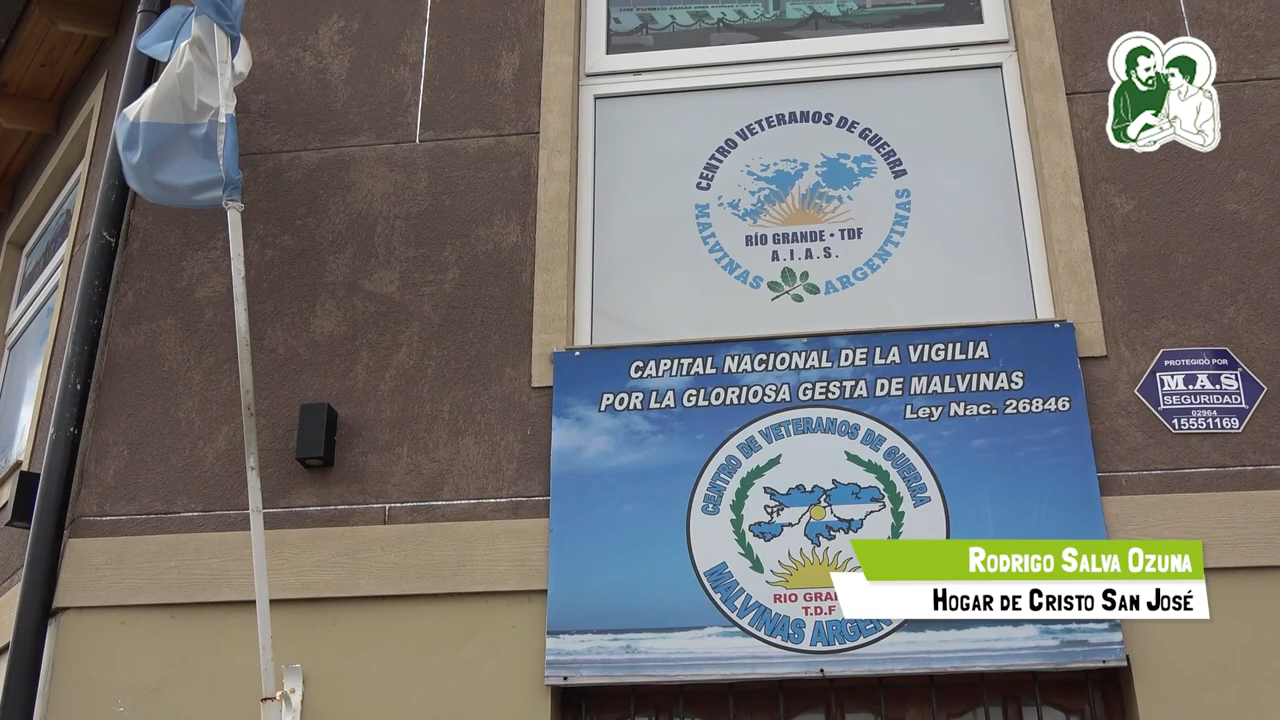 CENTRO VETERANOS DE GUERRA
MALVINAS ARGENTINAS
RÍO GRANDE • TDF
A.I.A.S.
CAPITAL NACIONAL DE LA VIGILIA
POR LA GLORIOSA GESTA DE MALVINAS
Ley Nac. 26846
CENTRO DE VETERANOS DE GUERRA
RIO GRA
T.D.F
MALVINAS ARGEN
PROTEGIDO POR
M.A.S
SEGURIDAD
02964
15551169
RODRIGO SALVA OZUNA
HOGAR DE CRISTO SAN JOSÉ